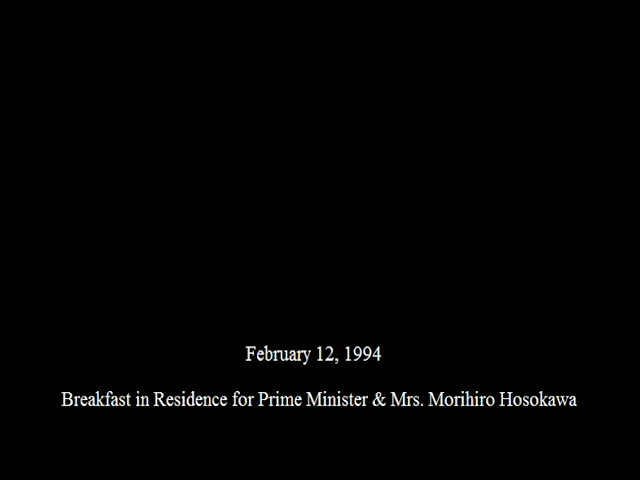 February 12, 1994
Breakfast in Residence for Prime Minister & Mrs. Morihiro Hosokawa